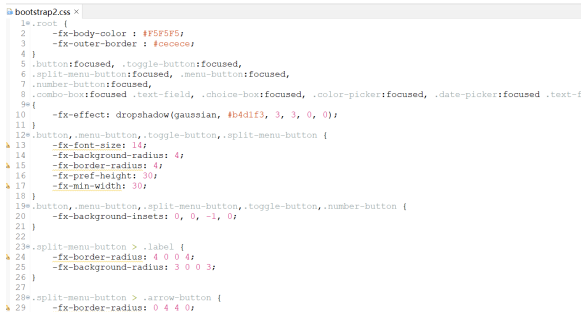 bootstrap2.css ×
1 .root {
2     -fx-body-color : #F5F5F5;
3     -fx-outer-border : #cecece;
4 }
5 .button:focused, .toggle-button:focused,
6 .split-menu-button:focused, .menu-button:focused,
7 .number-button:focused,
8 .combo-box:focused .text-field, .choice-box:focused, .color-picker:focused, .date-picker:focused .text-f
9 {
10     -fx-effect: dropshadow(gaussian, #b4d1f3, 3, 3, 0, 0);
11 }
12 .button,.menu-button,.toggle-button,.split-menu-button {
13     -fx-font-size: 14;
14     -fx-background-radius: 4;
15     -fx-border-radius: 4;
16     -fx-pref-height: 30;
17     -fx-min-width: 30;
18 }
19 .button,.menu-button,.split-menu-button,.toggle-button,.number-button {
20     -fx-background-insets: 0, 0, -1, 0;
21 }
22
23 .split-menu-button > .label {
24     -fx-border-radius: 4 0 0 4;
25     -fx-background-radius: 3 0 0 3;
26 }
27
28 .split-menu-button > .arrow-button {
29     -fx-border-radius: 0 4 4 0;